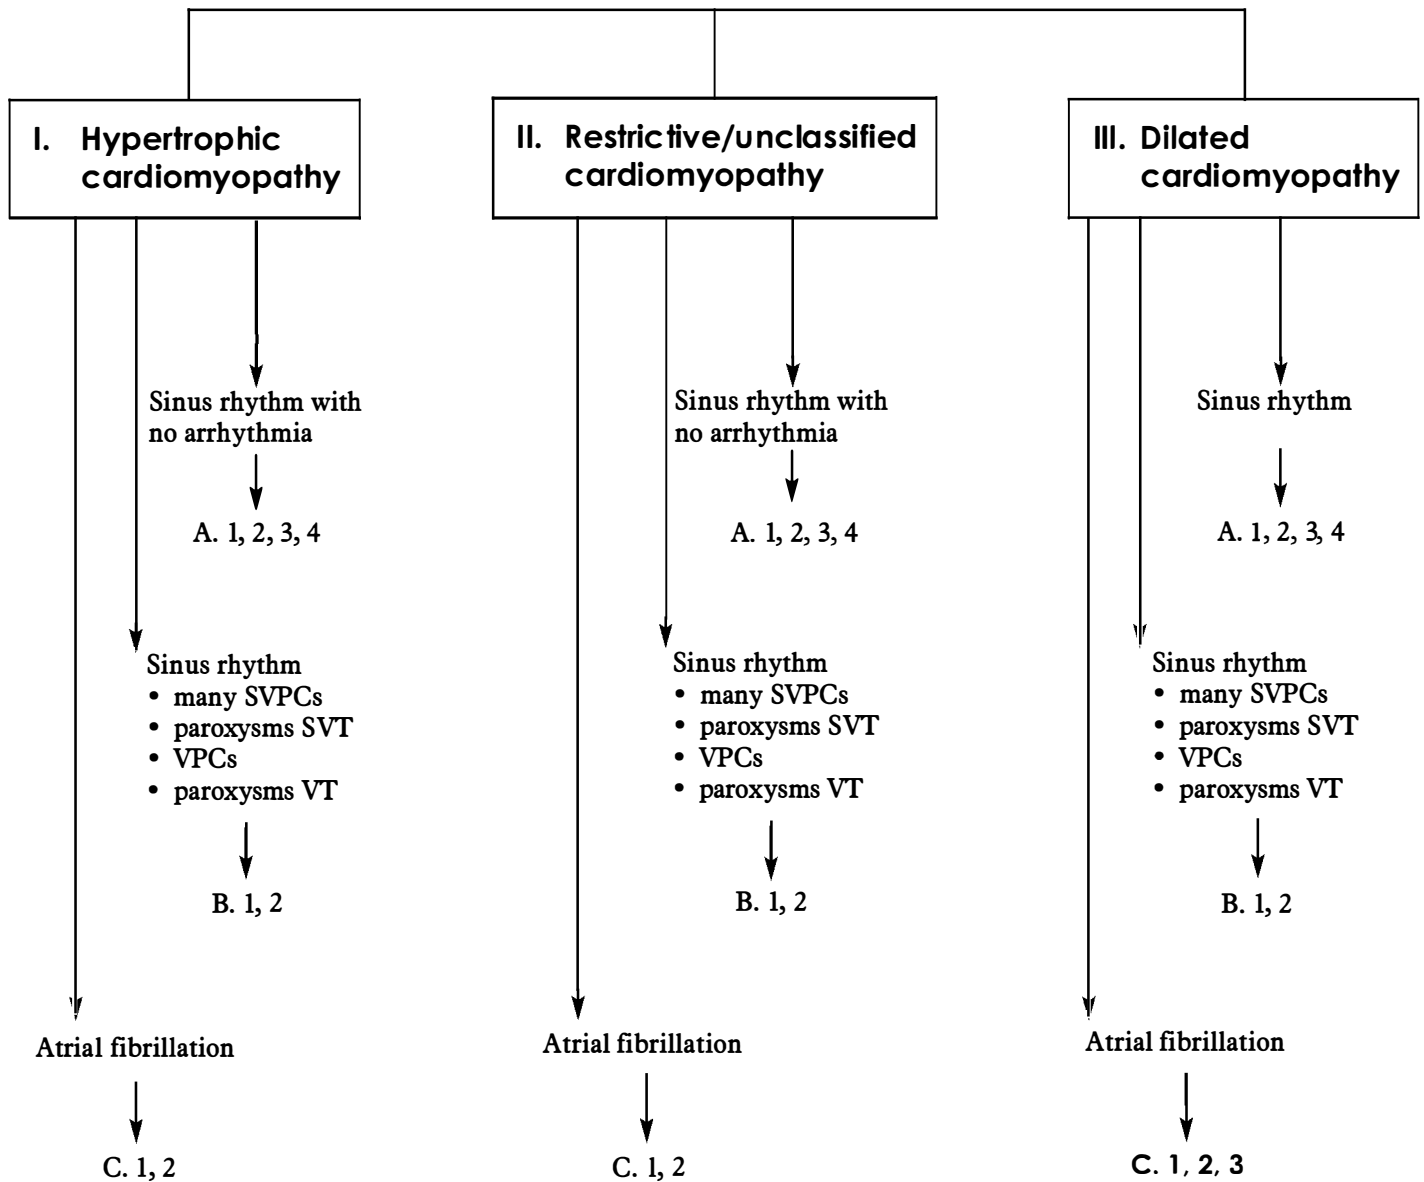 I. Hypertrophic
cardiomyopathy
Sinus rhythm with
no arrhythmia
A. 1, 2, 3, 4
Sinus rhythm
• many SVPCs
• paroxysms SVT
• VPCs
• paroxysms VT
B. 1, 2
Atrial fibrillation
C. 1, 2
II. Restrictive/unclassified
cardiomyopathy
Sinus rhythm with
no arrhythmia
A. 1, 2, 3, 4
Sinus rhythm
• many SVPCs
• paroxysms SVT
• VPCs
• paroxysms VT
B. 1, 2
Atrial fibrillation
C. 1, 2
III. Dilated
cardiomyopathy
Sinus rhythm
A. 1, 2, 3, 4
Sinus rhythm
• many SVPCs
• paroxysms SVT
• VPCs
• paroxysms VT
B. 1, 2
Atrial fibrillation
C. 1, 2, 3